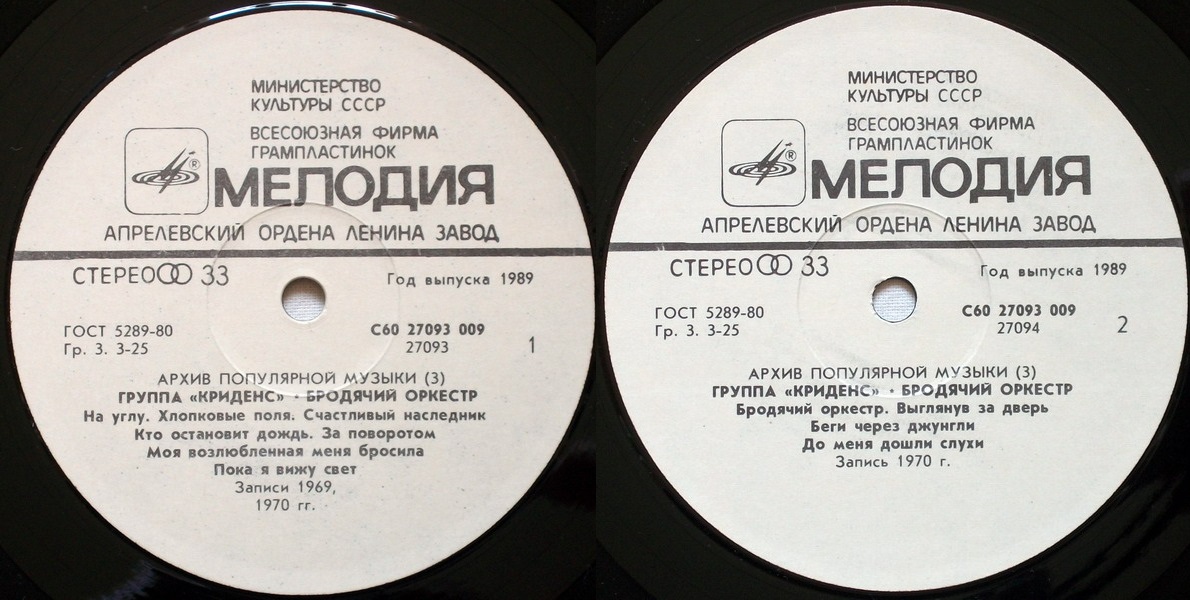 МИНИСТЕРСТВО
КУЛЬТУРЫ СССР
ВСЕСОЮЗНАЯ ФИРМА
ГРАМПЛАСТИНОК
®
МЕЛОДИЯ
АПРЕЛЕВСКИЙ ОРДЕНА ЛЕНИНА ЗАВОД
СТЕРЕО 33
Год выпуска 1989
ГОСТ 5289-80
Гр. 3. 3-25
С60 27093 009
27093
1
АРХИВ ПОПУЛЯРНОЙ МУЗЫКИ (3)
ГРУППА «КРИДЕНС» · БРОДЯЧИЙ ОРКЕСТР
На углу. Хлопковые поля. Счастливый наследник
Кто остановит дождь. За поворотом
Моя возлюбленная меня бросила
Пока я вижу свет
Записи 1969,
1970 гг.
МИНИСТЕРСТВО
КУЛЬТУРЫ СССР
ВСЕСОЮЗНАЯ ФИРМА
ГРАМПЛАСТИНОК
®
МЕЛОДИЯ
АПРЕЛЕВСКИЙ ОРДЕНА ЛЕНИНА ЗАВОД
СТЕРЕО 33
Год выпуска 1989
ГОСТ 5289-80
Гр. 3. 3-25
С60 27093 009
27094
2
АРХИВ ПОПУЛЯРНОЙ МУЗЫКИ (3)
ГРУППА «КРИДЕНС» · БРОДЯЧИЙ ОРКЕСТР
Бродячий оркестр. Выглянув за дверь
Беги через джунгли
До меня дошли слухи
Запись 1970 г.